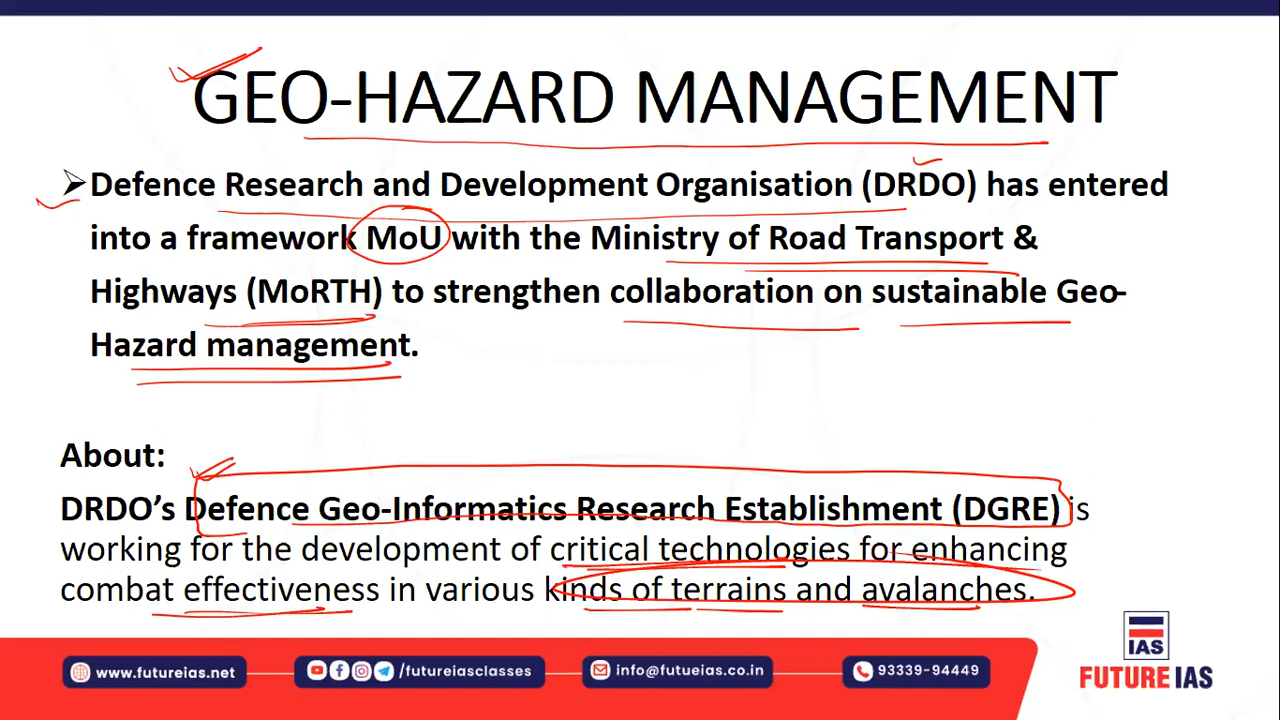 GEO-HAZARD MANAGEMENT
➢Defence Research and Development Organisation (DRDO) has entered
into a framework MoU with the Ministry of Road Transport &
Highways (MoRTH) to strengthen collaboration on sustainable Geo-
Hazard management.
About:
DRDO’s Defence Geo-Informatics Research Establishment (DGRE) is
working for the development of critical technologies for enhancing
combat effectiveness in various kinds of terrains and avalanches.
www.futureias.net
/futureiasclasses
info@futueias.co.in
93339-94449
IAS
FUTURE IAS